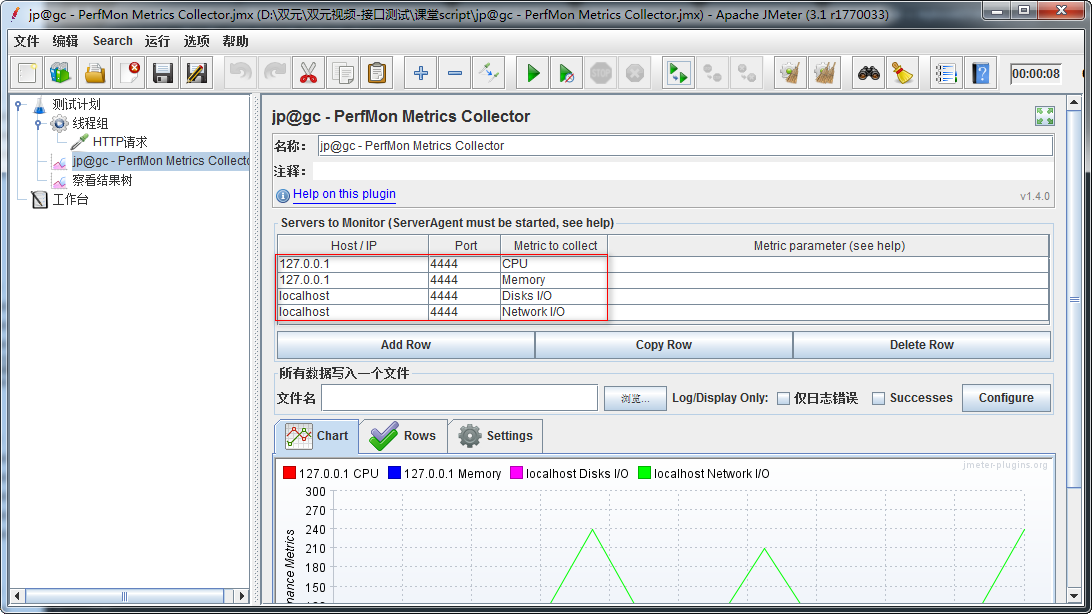 jp@gc - PerfMon Metrics Collector.jmx (D:\双元\双元视频-接口测试\课堂script\jp@gc - PerfMon Metrics Collector.jmx) - Apache JMeter (3.1 r1770033)
文件 编辑 Search 运行 选项 帮助
STOP
00:00:08
测试计划
线程组
HTTP请求
jp@gc - PerfMon Metrics Collecto
察看结果树
工作台
jp@gc - PerfMon Metrics Collector
名称: jp@gc - PerfMon Metrics Collector
注释:
Help on this plugin v1.4.0
Servers to Monitor (ServerAgent must be started, see help)
Host / IP Port Metric to collect Metric parameter (see help)
127.0.0.1 4444 CPU
127.0.0.1 4444 Memory
localhost 4444 Disks I/O
localhost 4444 Network I/O
Add Row Copy Row Delete Row
所有数据写入一个文件
文件名 浏览... Log/Display Only: 仅日志错误 Successes Configure
Chart Rows Settings
jmeter-plugins.org
127.0.0.1 CPU 127.0.0.1 Memory localhost Disks I/O localhost Network I/O
300
270
240
210
180
150
nance Metrics